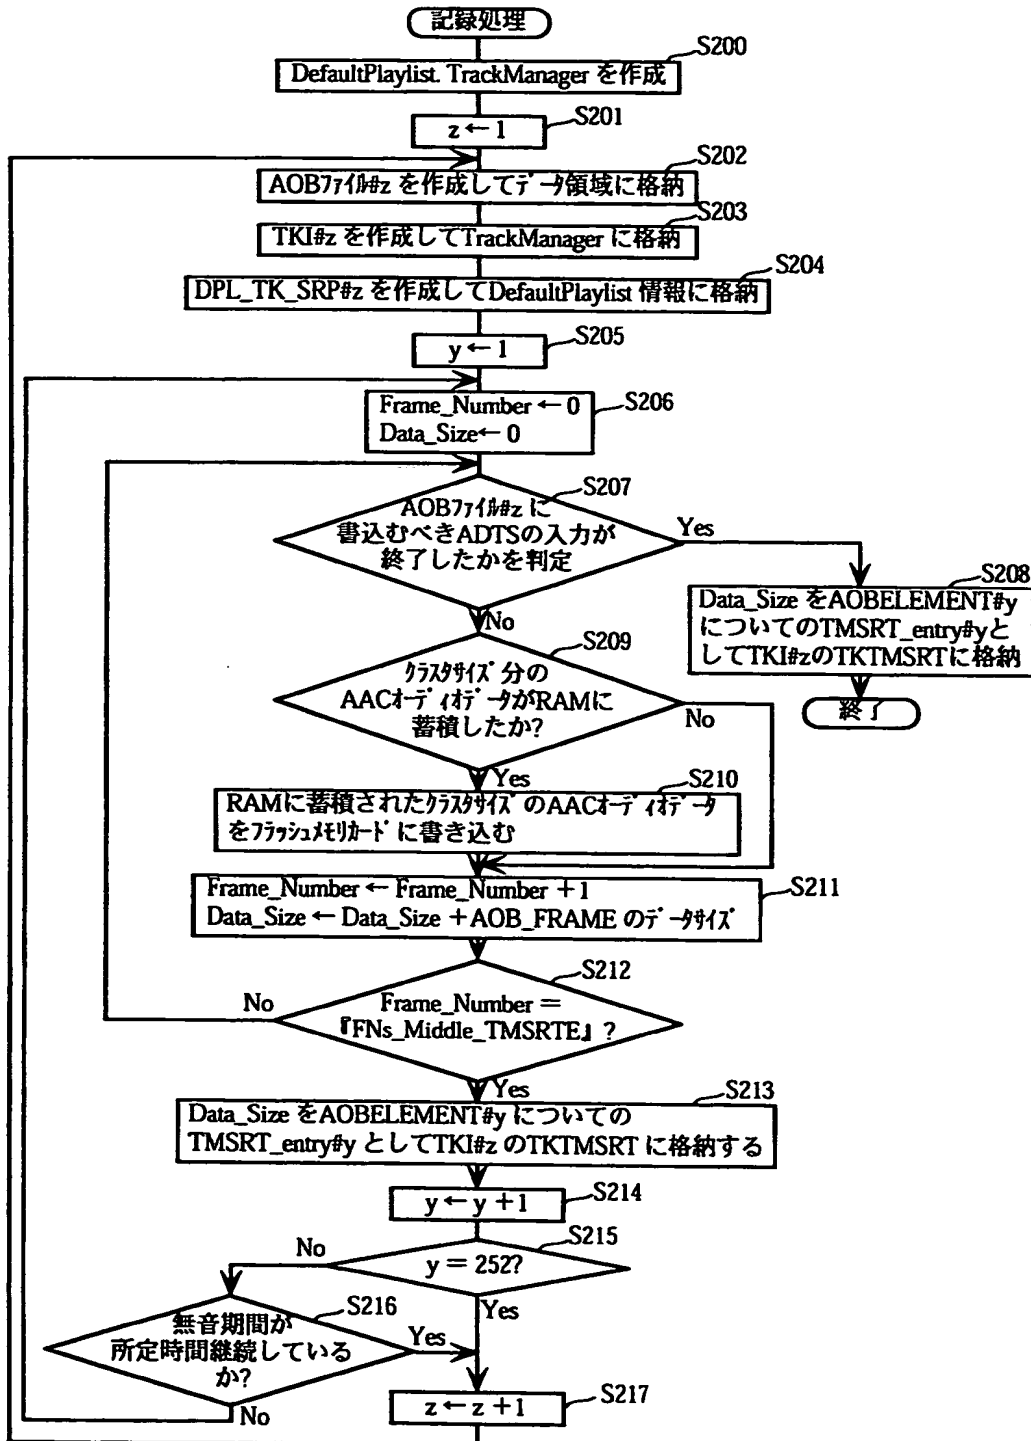 記録処理
S200
DefaultPlaylist. TrackManager を作成
S201
z ← 1
S202
AOBファイル#z を作成してデータ領域に格納
S203
TKI#z を作成してTrackManager に格納
S204
DPL_TK_SRP#z を作成してDefaultPlaylist 情報に格納
S205
y ← 1
S206
Frame_Number ← 0
Data_Size← 0
S207
AOBファイル#z に
書込むべきADTSの入力が
終了したかを判定
Yes
No
S208
Data_Size をAOBELEMENT#y
についてのTMSRT_entry#yと
してTKI#zのTKTMSRTに格納
終了
S209
クラスタサイズ分の
AACオーディオデータがRAMに
蓄積したか?
No
Yes
S210
RAMに蓄積されたクラスタサイズのAACオーディオデータ
をフラッシュメモリカードに書き込む
S211
Frame_Number ← Frame_Number +1
Data_Size ← Data_Size +AOB_FRAME のデータサイズ
S212
No
Frame_Number =
『FNs_Middle_TMSRTE』?
Yes
S213
Data_Size をAOBELEMENT#y についての
TMSRT_entry#y としてTKI#z のTKTMSRT に格納する
S214
y ← y +1
S215
No
y = 252?
Yes
S216
無音期間が
所定時間継続している
か?
Yes
No
S217
z ← z +1